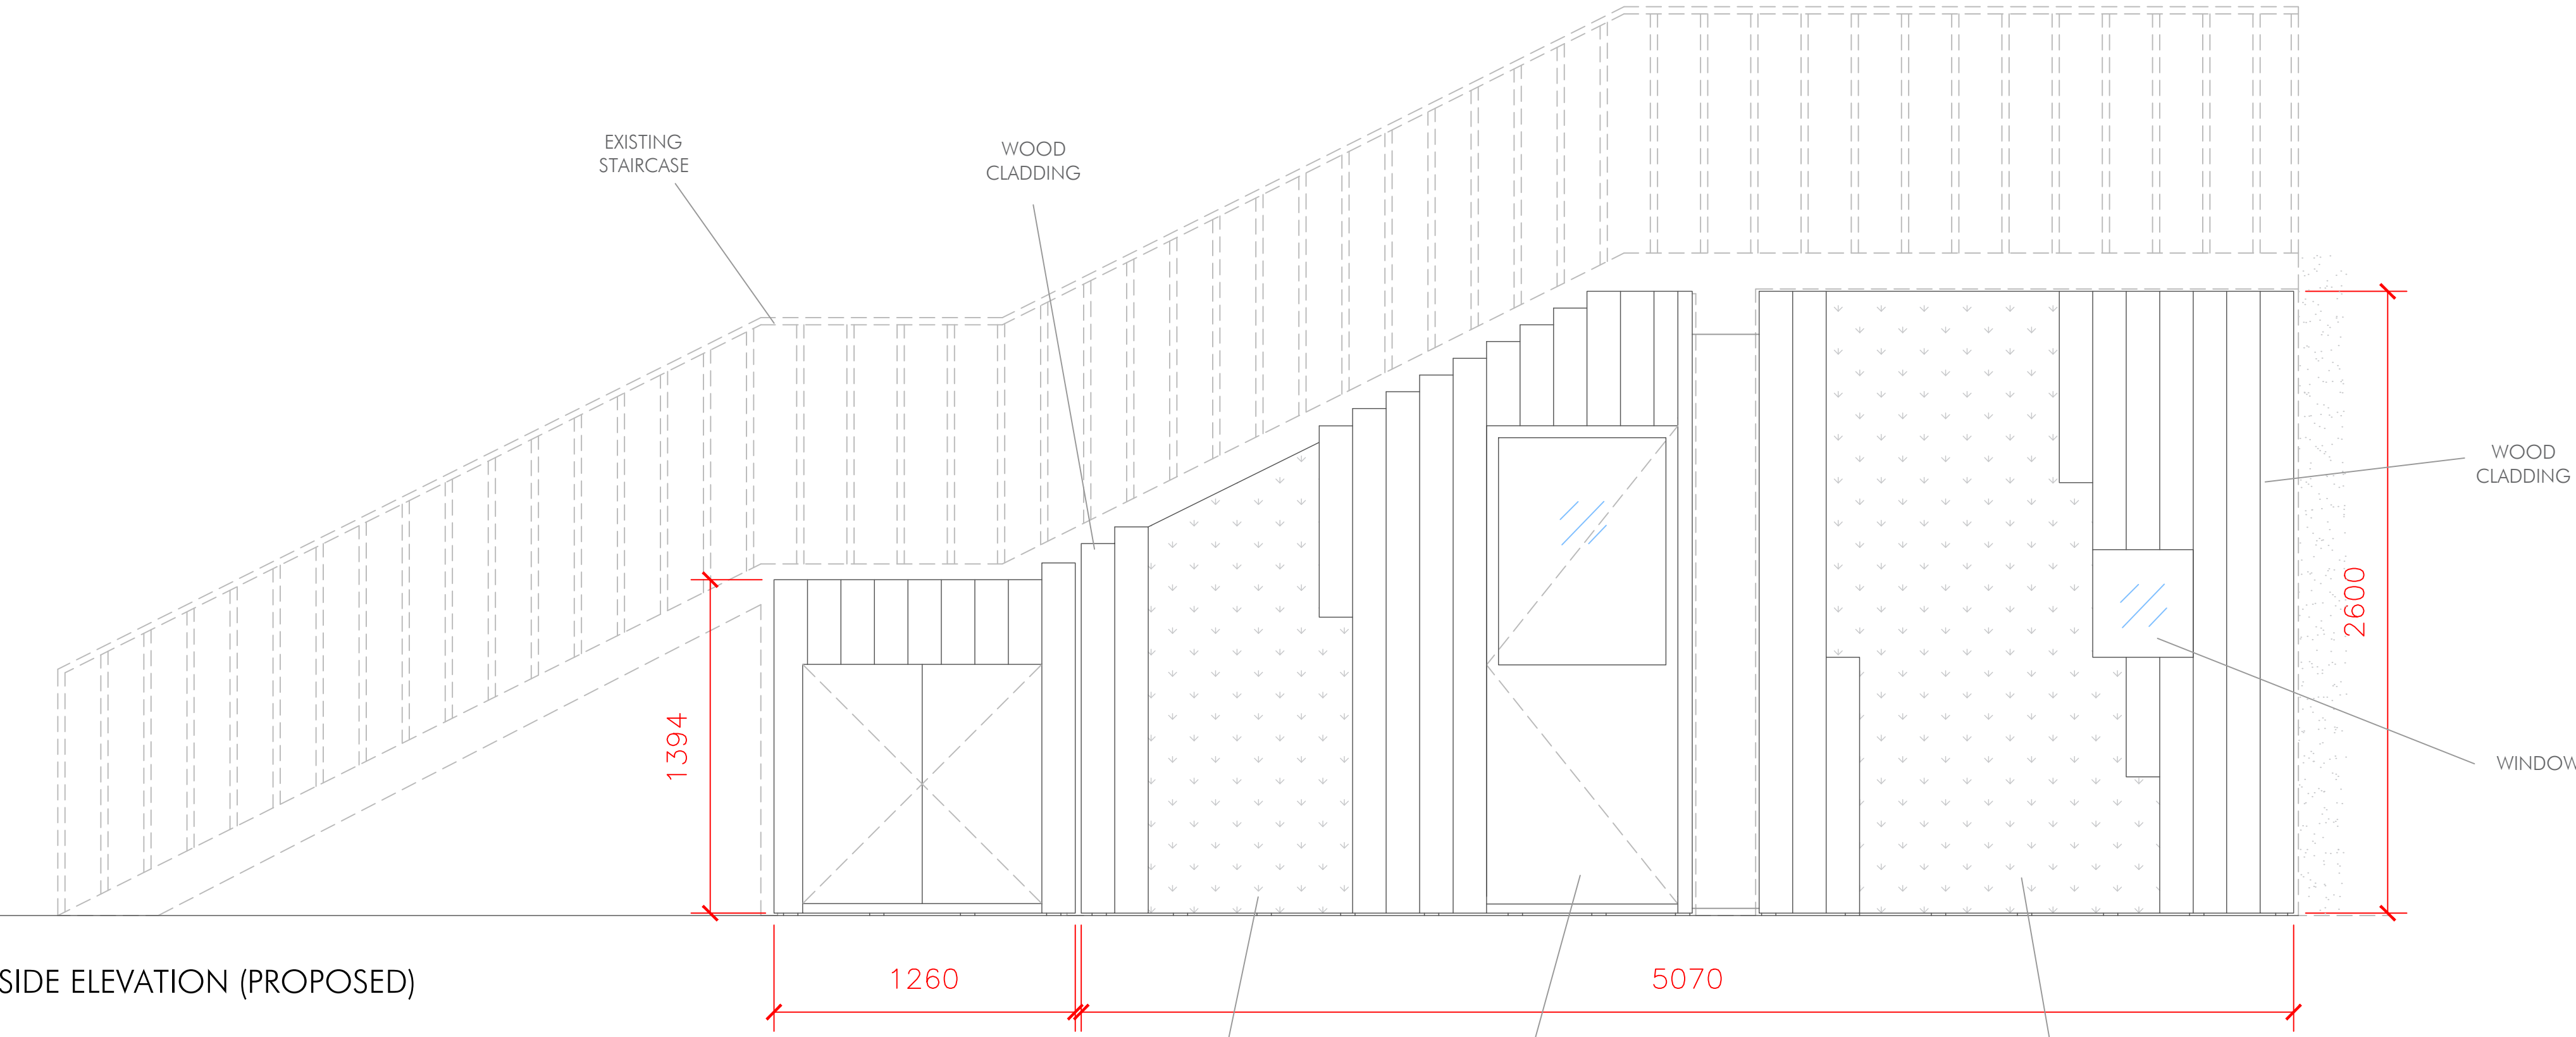 EXISTING
STAIRCASE
WOOD
CLADDING
WOOD
CLADDING
2600
1394
WINDOW
1260
5070
SIDE ELEVATION (PROPOSED)